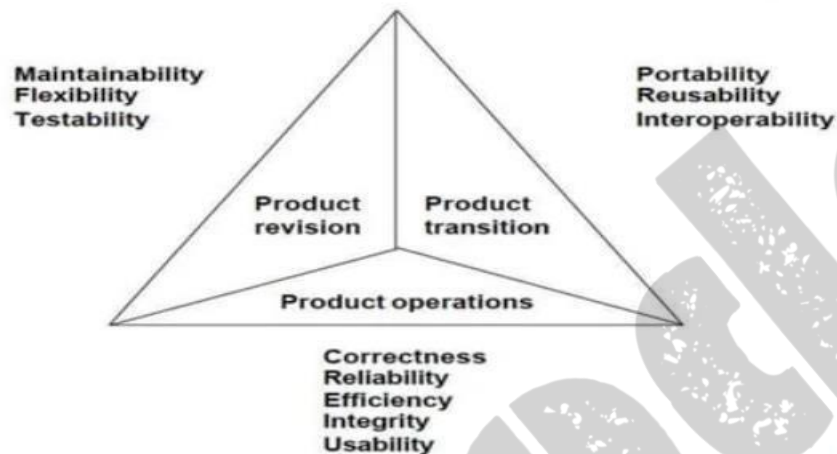 Maintainability
Flexibility
Testability
Portability
Reusability
Interoperability
Product
revision
Product
transition
Product operations
Correctness
Reliability
Efficiency
Integrity
Usability